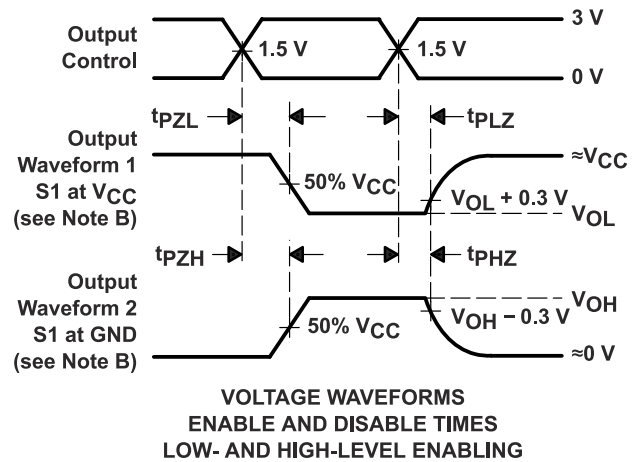 Output
Control
1.5 V
1.5 V
3 V
0 V
tPZL
tPLZ
Output
Waveform 1
S1 at VCC
(see Note B)
50% VCC
≈VCC
VOL + 0.3 V
VOL
tPZH
tPHZ
Output
Waveform 2
S1 at GND
(see Note B)
50% VCC
VOH
VOH − 0.3 V
≈0 V
VOLTAGE WAVEFORMS
ENABLE AND DISABLE TIMES
LOW- AND HIGH-LEVEL ENABLING